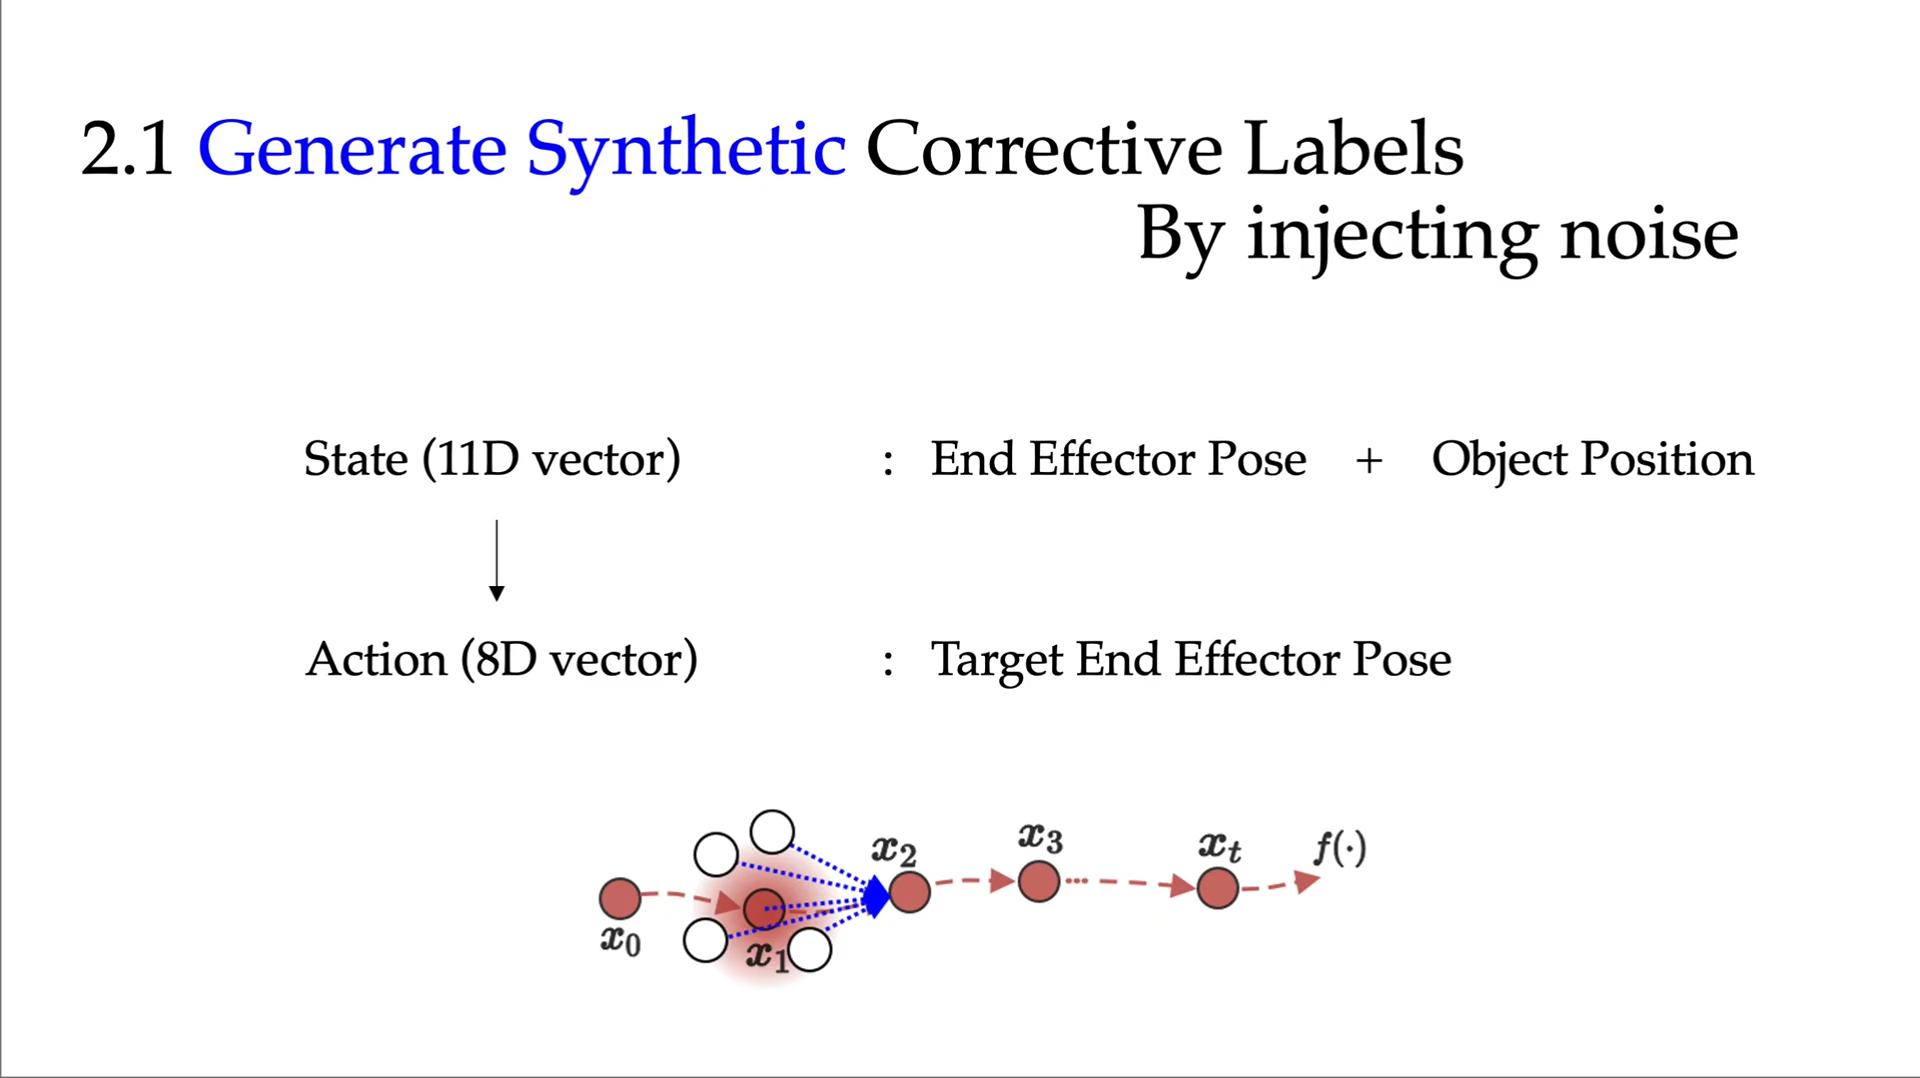 2.1 Generate Synthetic Corrective Labels
By injecting noise
State (11D vector) : End Effector Pose + Object Position
Action (8D vector) : Target End Effector Pose
x₀ x₁ x₂ x₃ xₜ f(·)